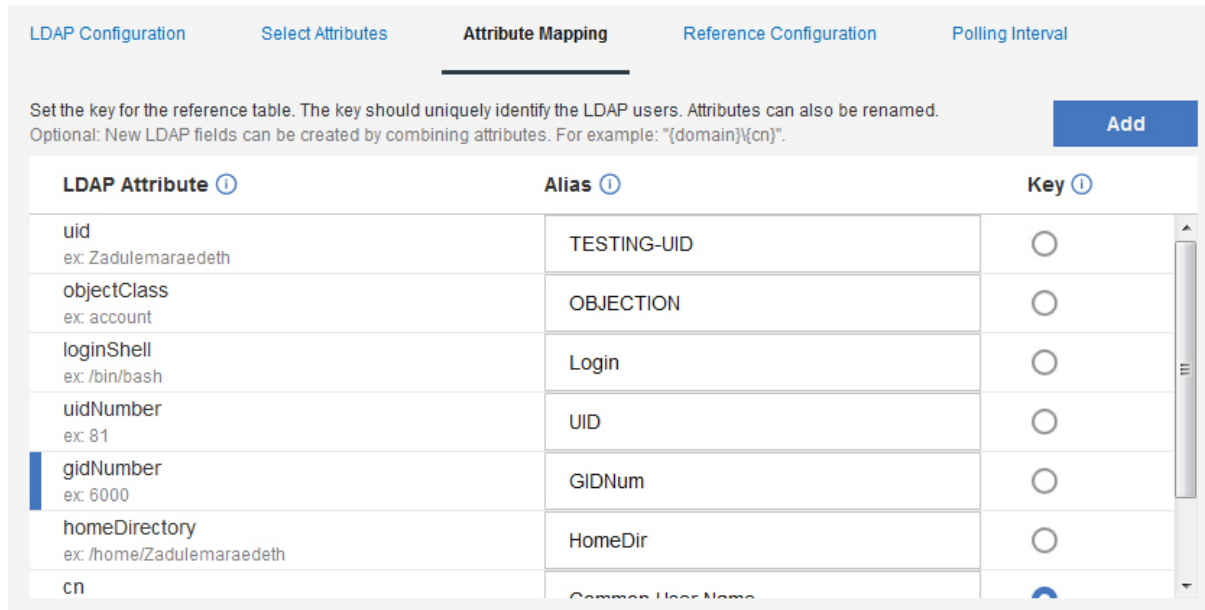 LDAP Configuration Select Attributes Attribute Mapping Reference Configuration Polling Interval
Set the key for the reference table. The key should uniquely identify the LDAP users. Attributes can also be renamed.
Optional: New LDAP fields can be created by combining attributes. For example: "{domain}\{cn}".
Add
LDAP Attribute Alias Key
uid
ex: Zadulemaraedeth
TESTING-UID
objectClass
ex: account
OBJECTION
loginShell
ex: /bin/bash
Login
uidNumber
ex: 81
UID
gidNumber
ex: 6000
GIDNum
homeDirectory
ex: /home/Zadulemaraedeth
HomeDir
cn
Common User Name